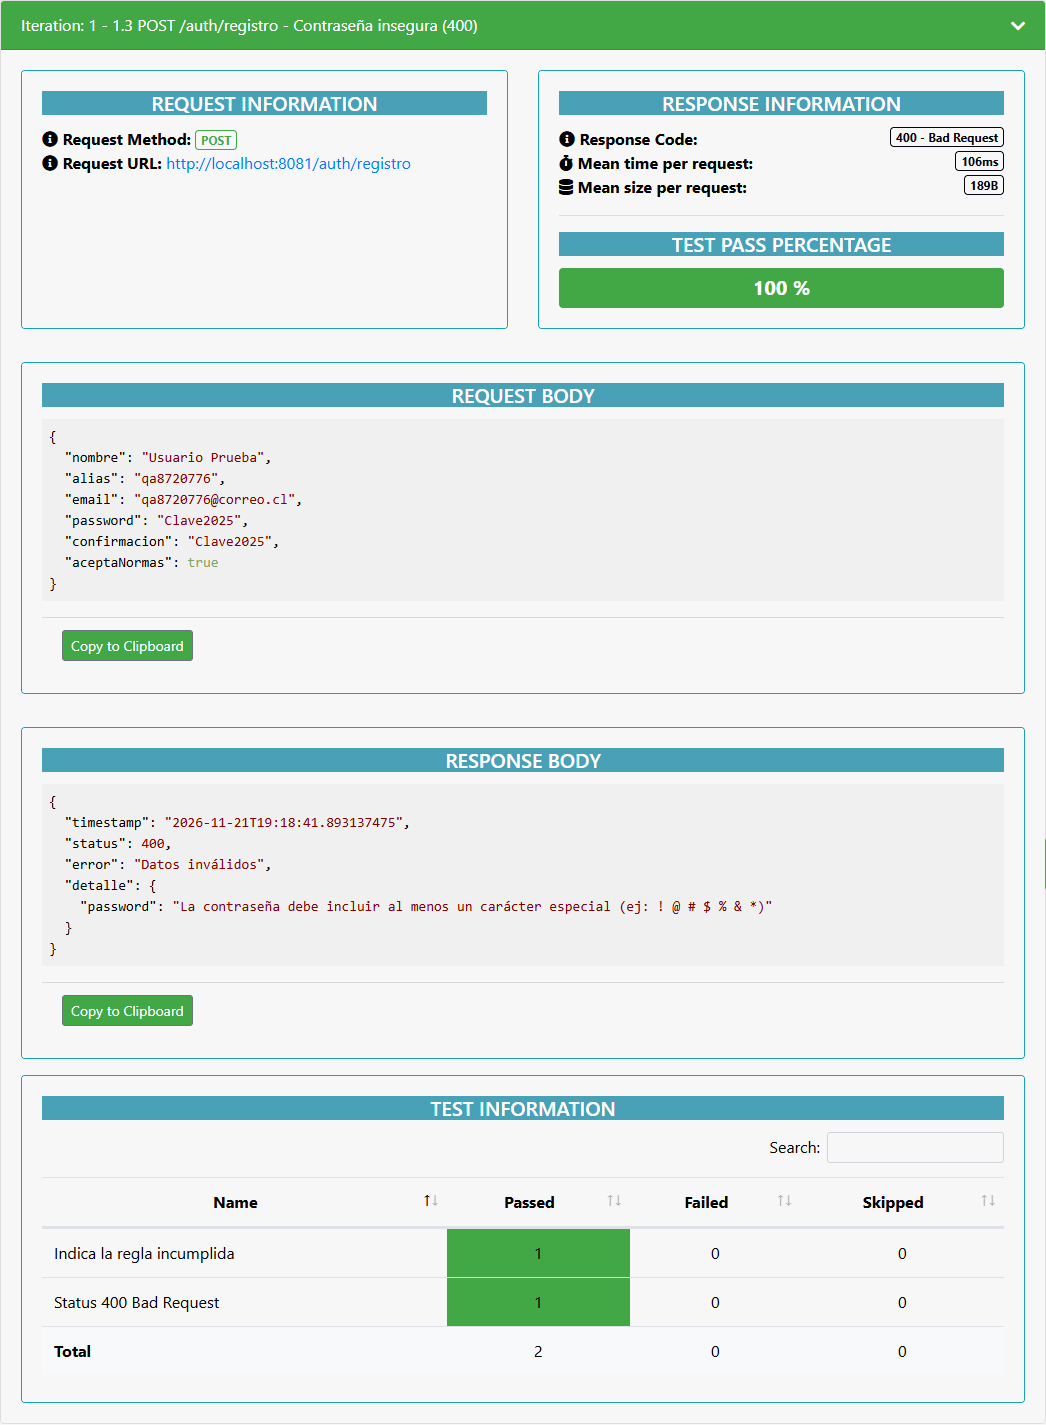 Iteration: 1 - 1.3 POST /auth/registro - Contraseña insegura (400)
REQUEST INFORMATION
Request Method: POST
Request URL: http://localhost:8081/auth/registro
RESPONSE INFORMATION
Response Code: 400 - Bad Request
Mean time per request: 106ms
Mean size per request: 189B
TEST PASS PERCENTAGE
100 %
REQUEST BODY
{
  "nombre": "Usuario Prueba",
  "alias": "qa8720776",
  "email": "qa8720776@correo.cl",
  "password": "Clave2025",
  "confirmacion": "Clave2025",
  "aceptaNormas": true
}
Copy to Clipboard
RESPONSE BODY
{
  "timestamp": "2026-11-21T19:18:41.893137475",
  "status": 400,
  "error": "Datos inválidos",
  "detalle": {
    "password": "La contraseña debe incluir al menos un carácter especial (ej: ! @ # $ % & *)"
  }
}
Copy to Clipboard
TEST INFORMATION
Search:
Name ↑↓ Passed ↑↓ Failed ↑↓ Skipped ↑↓
Indica la regla incumplida 1 0 0
Status 400 Bad Request 1 0 0
Total 2 0 0